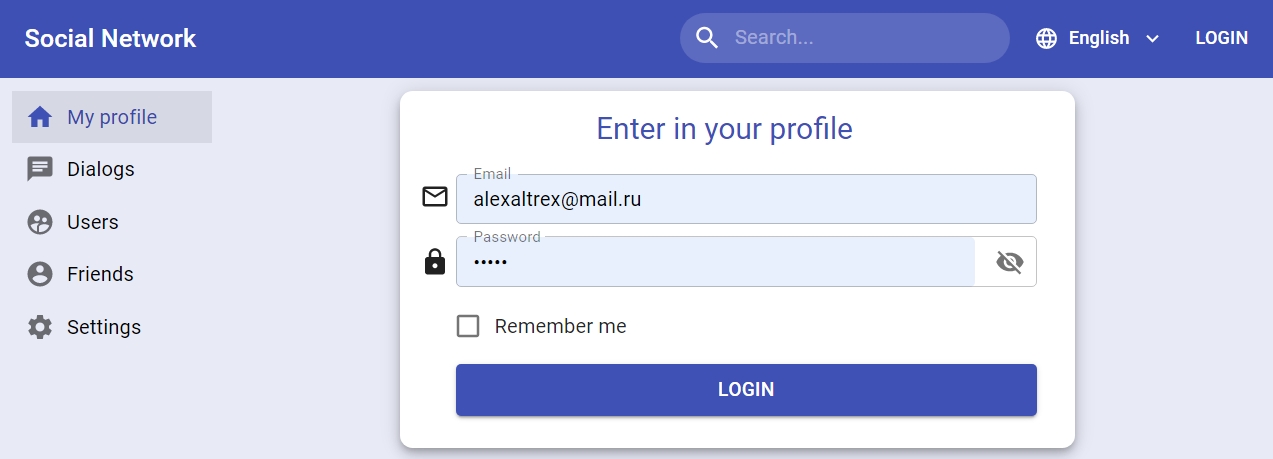 Social Network
Search...
English
LOGIN
My profile
Dialogs
Users
Friends
Settings
Enter in your profile
Email
alexaltrex@mail.ru
Password
•••••
Remember me
LOGIN